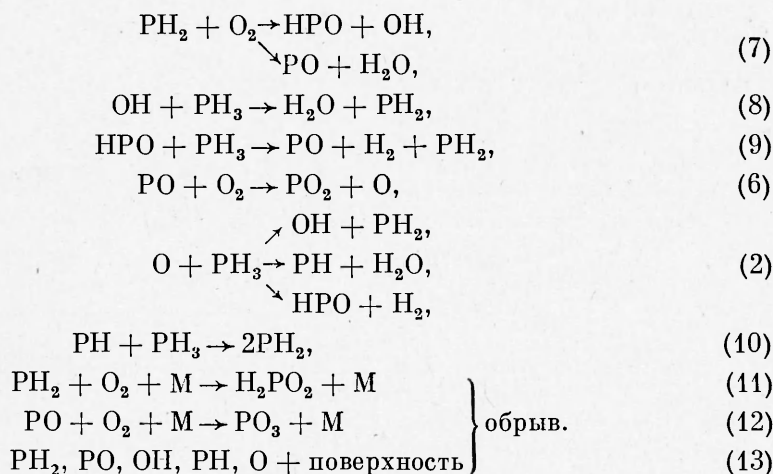 PH₂ + O₂ → HPO + OH,
↘ PO + H₂O, (7)
OH + PH₃ → H₂O + PH₂, (8)
HPO + PH₃ → PO + H₂ + PH₂, (9)
PO + O₂ → PO₂ + O, (6)
↗ OH + PH₂,
O + PH₃ → PH + H₂O, (2)
↘ HPO + H₂,
PH + PH₃ → 2PH₂, (10)
PH₂ + O₂ + M → H₂PO₂ + M (11)
PO + O₂ + M → PO₃ + M } обрыв. (12)
PH₂, PO, OH, PH, O + поверхность (13)